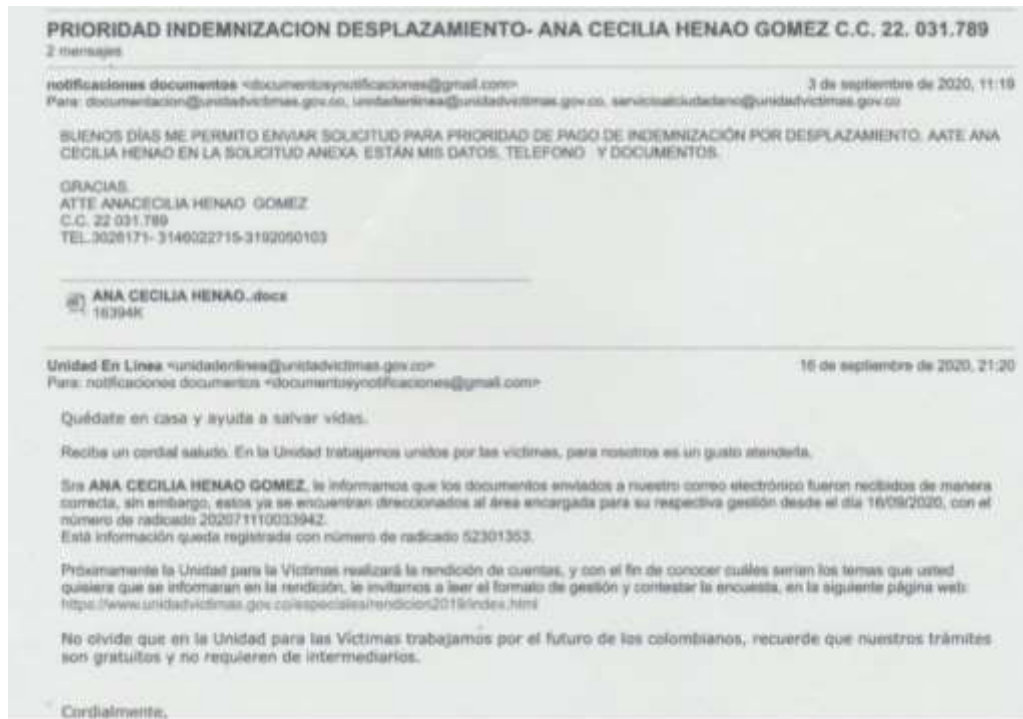 PRIORIDAD INDEMNIZACION DESPLAZAMIENTO- ANA CECILIA HENAO GOMEZ C.C. 22. 031.789
2 mensajes
notificaciones documentos <documentosynotificaciones@gmail.com>
3 de septiembre de 2020, 11:19
Para: documentacion@unidadvictimas.gov.co, unidadenlinea@unidadvictimas.gov.co, servicioalciudadano@unidadvictimas.gov.co
BUENOS DÍAS ME PERMITO ENVIAR SOLICITUD PARA PRIORIDAD DE PAGO DE INDEMNIZACIÓN POR DESPLAZAMIENTO. AATE ANA
CECILIA HENAO EN LA SOLICITUD ANEXA ESTÁN MIS DATOS, TELEFONO Y DOCUMENTOS.
GRACIAS.
ATTE ANACECILIA HENAO GOMEZ
C.C. 22 031.789
TEL.3026171- 3146022715-3192050103
ANA CECILIA HENAO..docx
16394K
Unidad En Linea <unidadenlinea@unidadvictimas.gov.co>
16 de septiembre de 2020, 21:20
Para: notificaciones documentos <documentosynotificaciones@gmail.com>
Quédate en casa y ayuda a salvar vidas.
Reciba un cordial saludo. En la Unidad trabajamos unidos por las víctimas, para nosotros es un gusto atenderla.
Sra ANA CECILIA HENAO GOMEZ, le informamos que los documentos enviados a nuestro correo electrónico fueron recibidos de manera
correcta, sin embargo, estos ya se encuentran direccionados al área encargada para su respectiva gestión desde el día 16/09/2020, con el
número de radicado 202071110033942.
Está información queda registrada con número de radicado 52301353.
Próximamente la Unidad para la Víctimas realizará la rendición de cuentas, y con el fin de conocer cuáles serían los temas que usted
quisiera que se informaran en la rendición, le invitamos a leer el formato de gestión y contestar la encuesta, en la siguiente página web:
https://www.unidadvictimas.gov.co/especiales/rendicion2019/index.html
No olvide que en la Unidad para las Víctimas trabajamos por el futuro de los colombianos, recuerde que nuestros trámites
son gratuitos y no requieren de intermediarios.
Cordialmente,